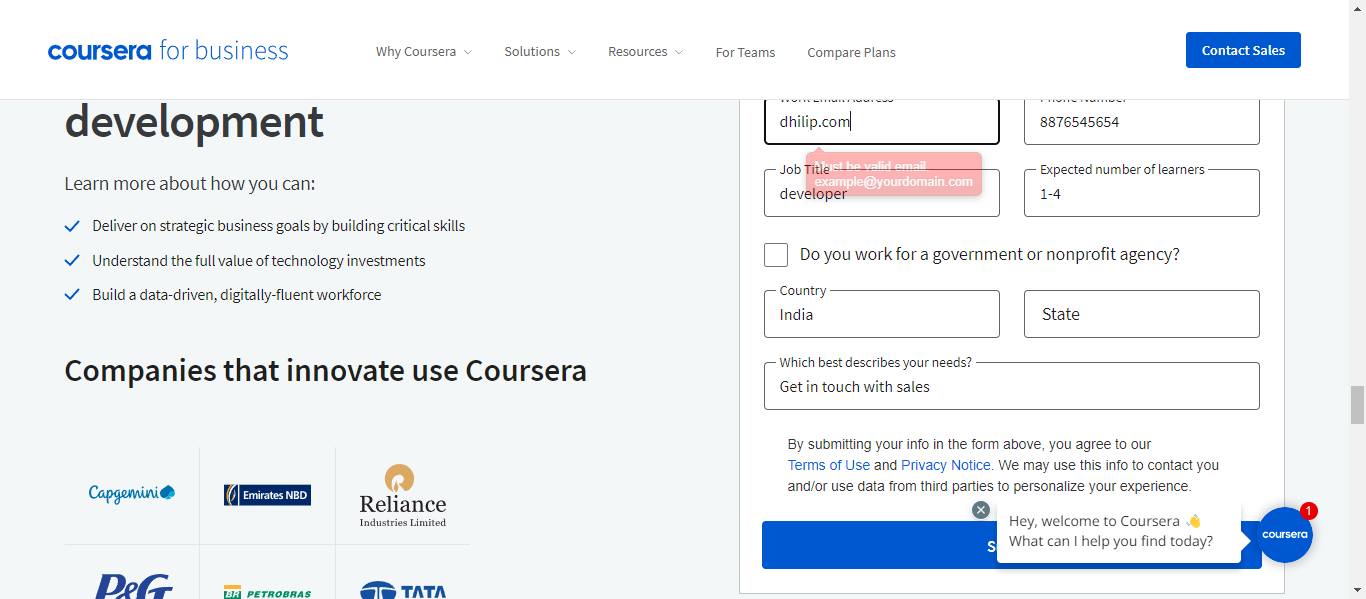 coursera for business
Why Coursera
Solutions
Resources
For Teams
Compare Plans
Contact Sales
development
Learn more about how you can:
Deliver on strategic business goals by building critical skills
Understand the full value of technology investments
Build a data-driven, digitally-fluent workforce
Companies that innovate use Coursera
Capgemini
Emirates NBD
Reliance
Industries Limited
P&G
BR PETROBRAS
TATA
Work Email Address
dhilip.com
Phone Number
8876545654
Must be valid email.
example@yourdomain.com
Job Title
developer
Expected number of learners
1-4
Do you work for a government or nonprofit agency?
Country
India
State
Which best describes your needs?
Get in touch with sales
By submitting your info in the form above, you agree to our
Terms of Use and Privacy Notice. We may use this info to contact you
and/or use data from third parties to personalize your experience.
Hey, welcome to Coursera 👋
What can I help you find today?
coursera
1